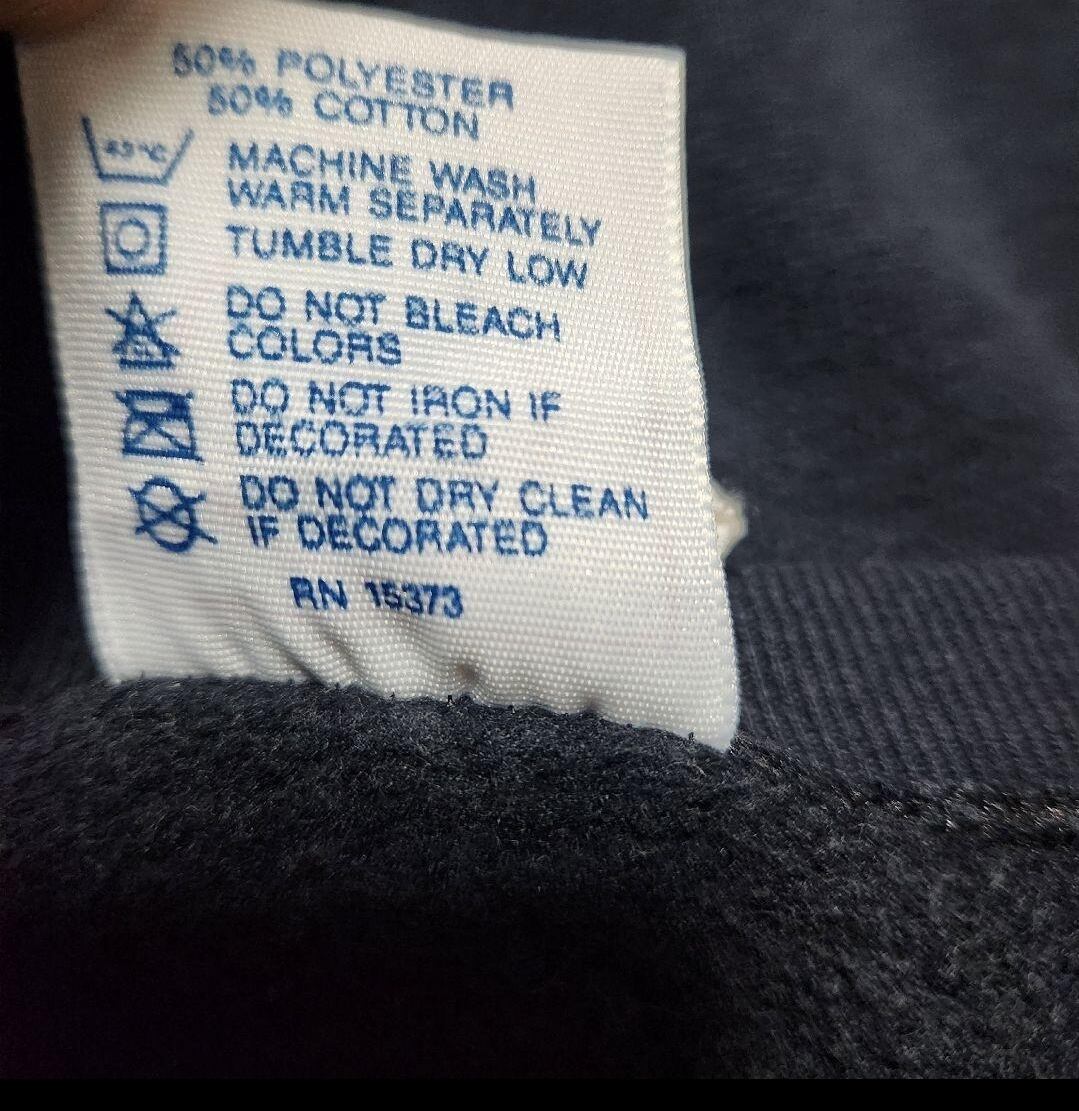 50% POLYESTER
50% COTTON
MACHINE WASH
WARM SEPARATELY
TUMBLE DRY LOW
DO NOT BLEACH
COLORS
DO NOT IRON IF
DECORATED
DO NOT DRY CLEAN
IF DECORATED
RN 15373